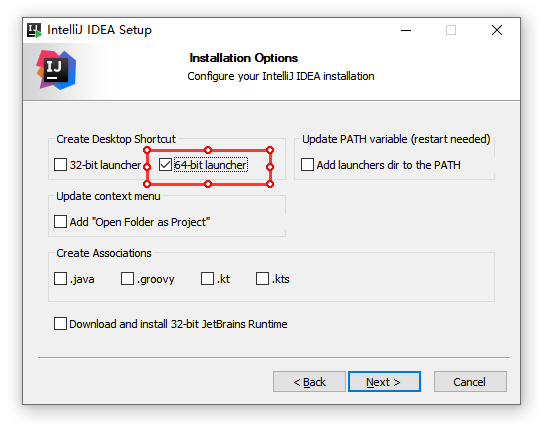 IntelliJ IDEA Setup
IJ
Installation Options
Configure your IntelliJ IDEA installation
Create Desktop Shortcut
32-bit launcher
64-bit launcher
Update PATH variable (restart needed)
Add launchers dir to the PATH
Update context menu
Add "Open Folder as Project"
Create Associations
.java .groovy .kt .kts
Download and install 32-bit JetBrains Runtime
< Back Next > Cancel